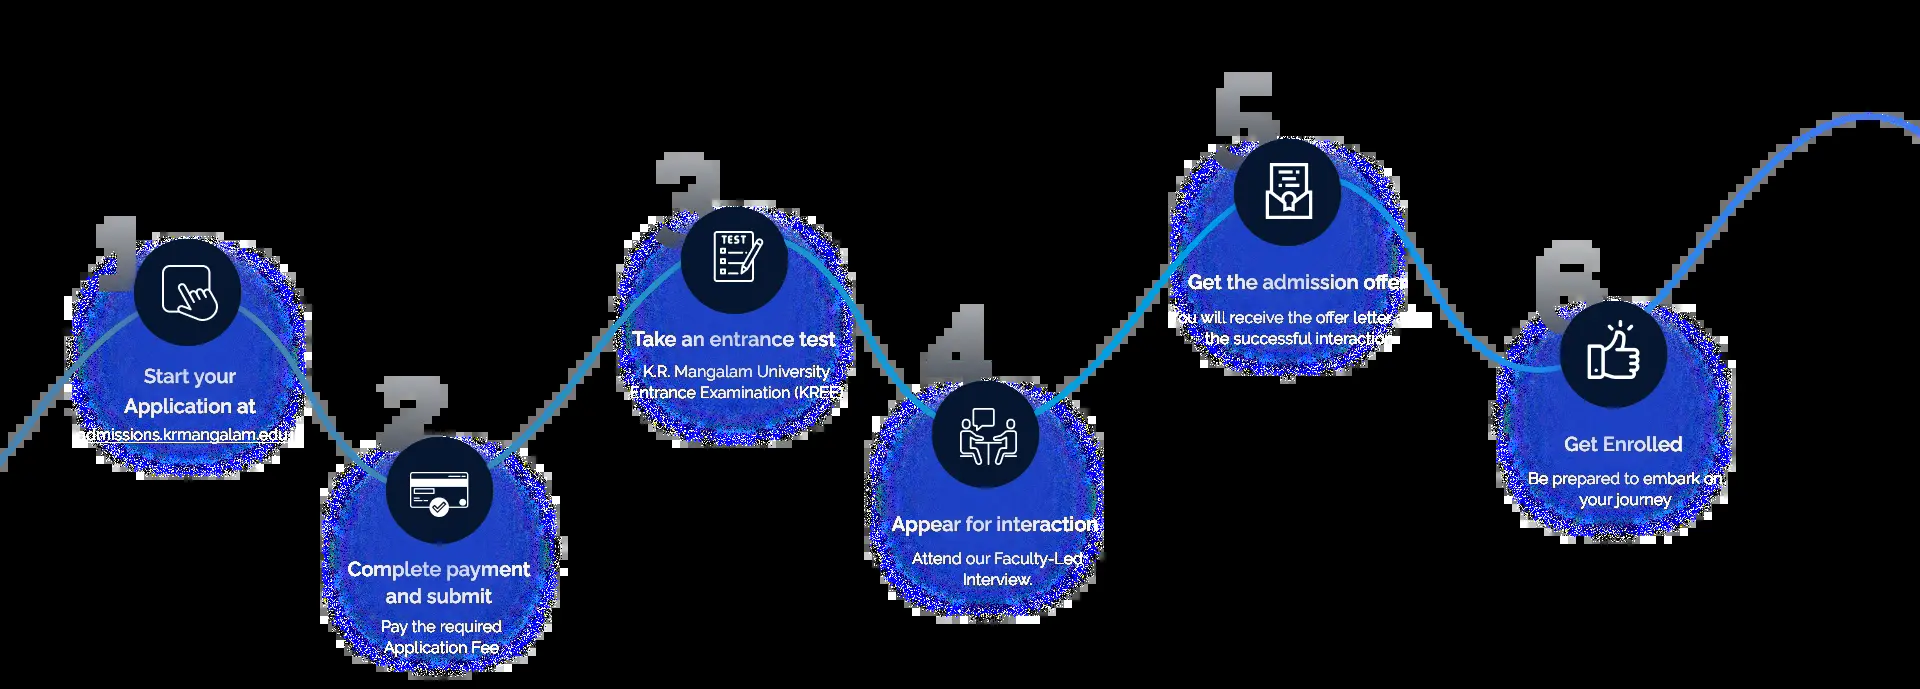 1
Start your
Application at
admissions.krmangalam.edu
2
Complete payment
and submit
Pay the required
Application Fee
3
TEST
Take an entrance test
K.R. Mangalam University
Entrance Examination (KREE)
4
Appear for interaction
Attend our Faculty-Led
Interview.
5
Get the admission offer
You will receive the offer letter
the successful interaction
6
Get Enrolled
Be prepared to embark on
your journey